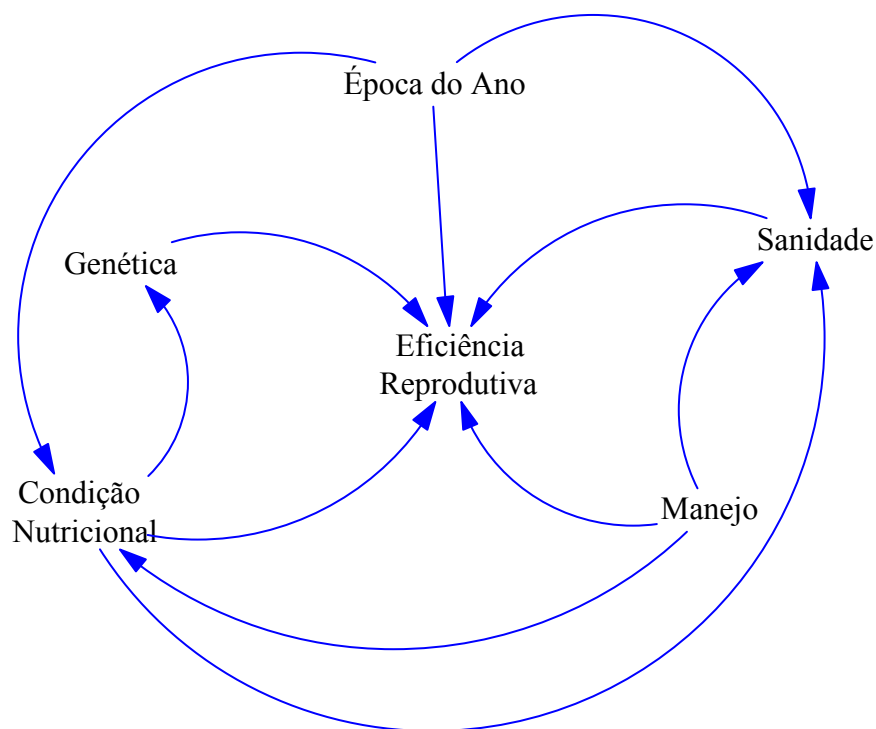 Época do Ano
Sanidade
Genética
Eficiência
Reprodutiva
Condição
Nutricional
Manejo